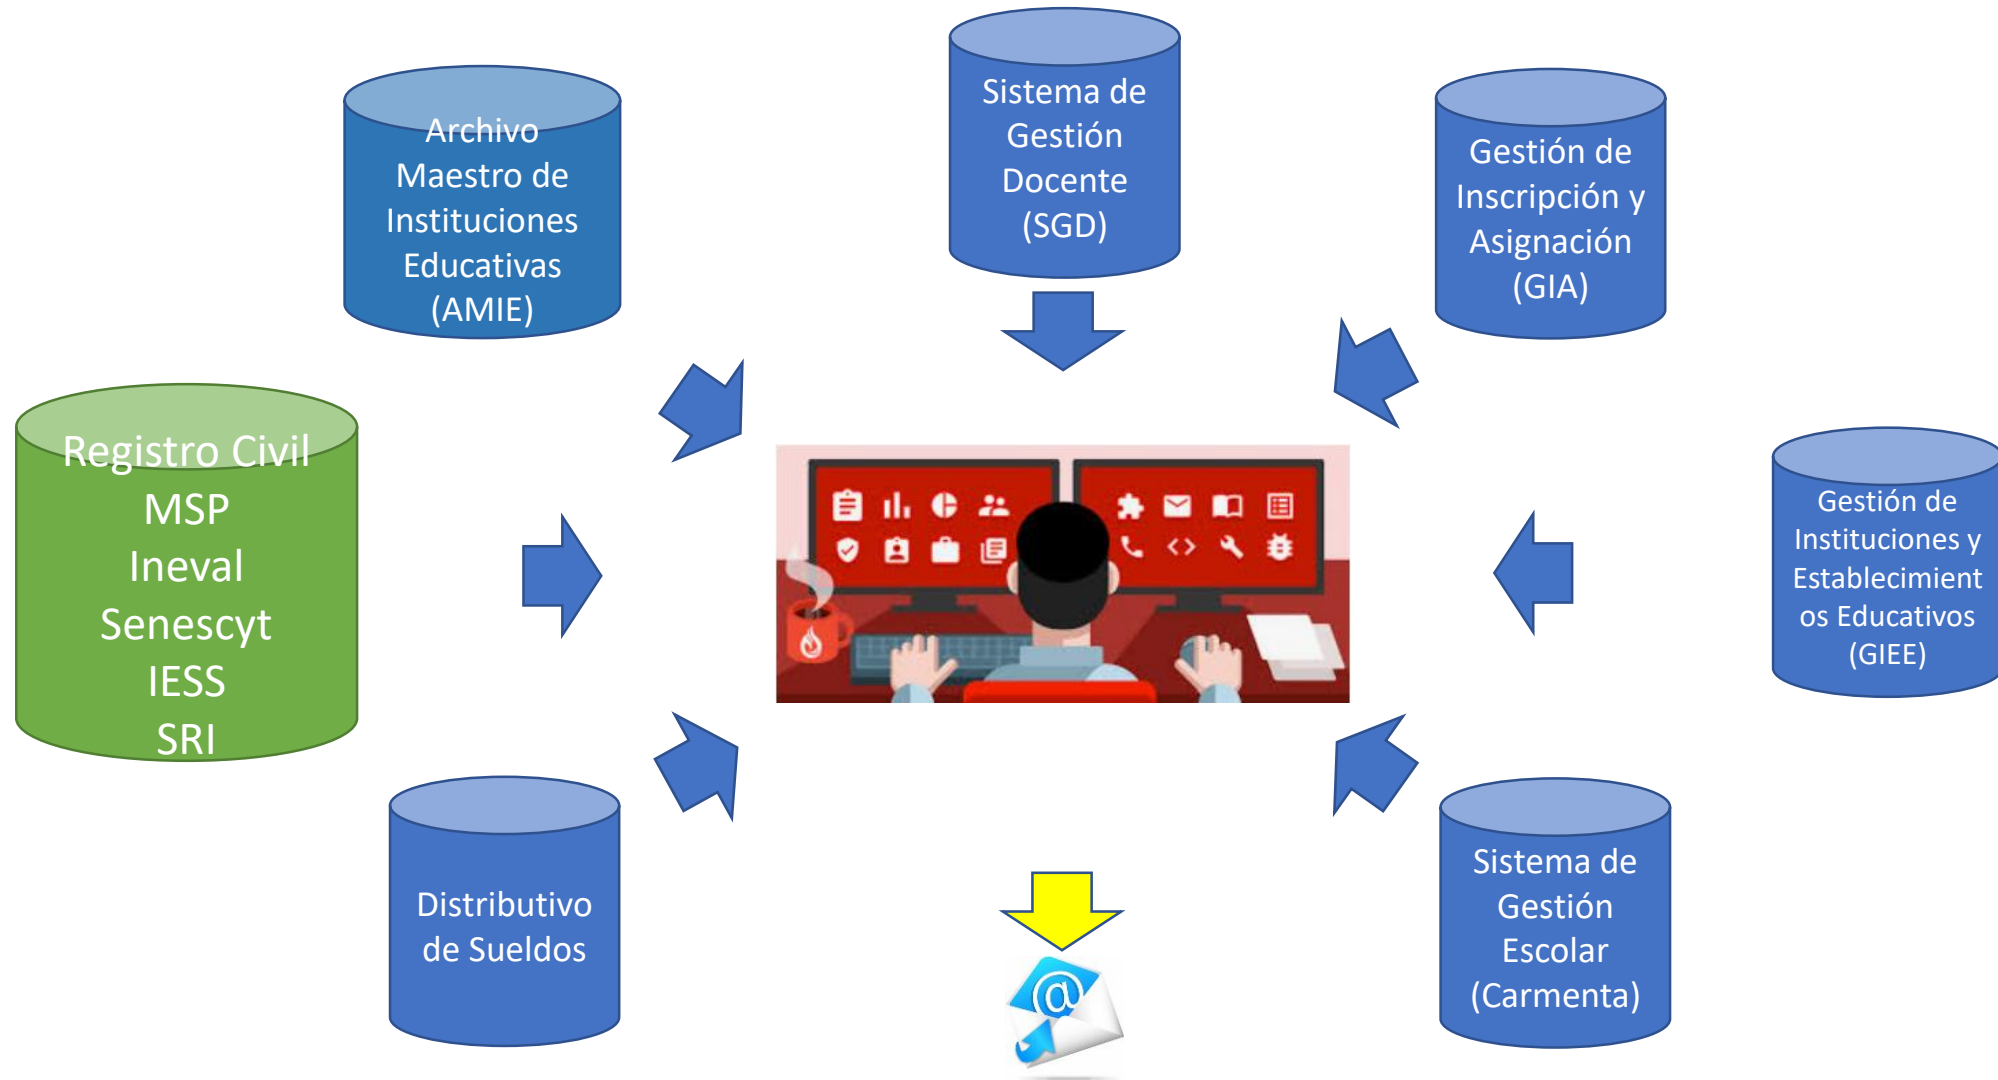 Archivo
Maestro de
Instituciones
Educativas
(AMIE)
Sistema de
Gestión
Docente
(SGD)
Gestión de
Inscripción y
Asignación
(GIA)
Registro Civil
MSP
Ineval
Senescyt
IESS
SRI
Gestión de
Instituciones y
Establecimient
os Educativos
(GIEE)
Distributivo
de Sueldos
Sistema de
Gestión
Escolar
(Carmenta)
@